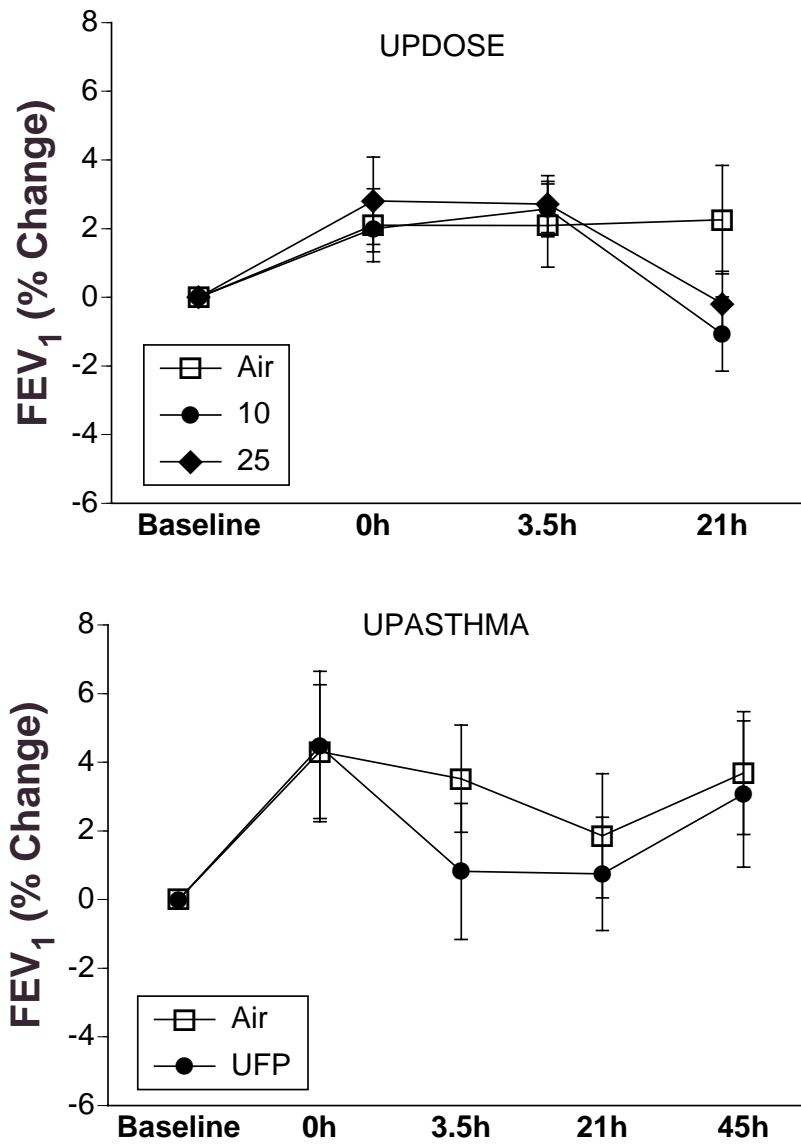 UPDOSE
FEV1 (% Change)
8
6
4
2
0
-2
-4
-6
Air
10
25
Baseline 0h 3.5h 21h
UPASTHMA
FEV1 (% Change)
8
6
4
2
0
-2
-4
-6
Air
UFP
Baseline 0h 3.5h 21h 45h